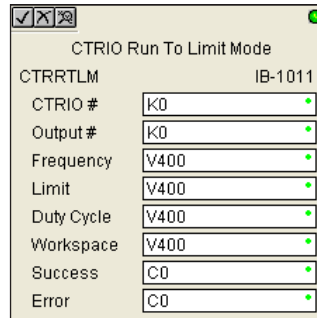 CTRIO Run To Limit Mode
CTRRTLM IB-1011
CTRIO # K0
Output # K0
Frequency V400
Limit V400
Duty Cycle V400
Workspace V400
Success C0
Error C0